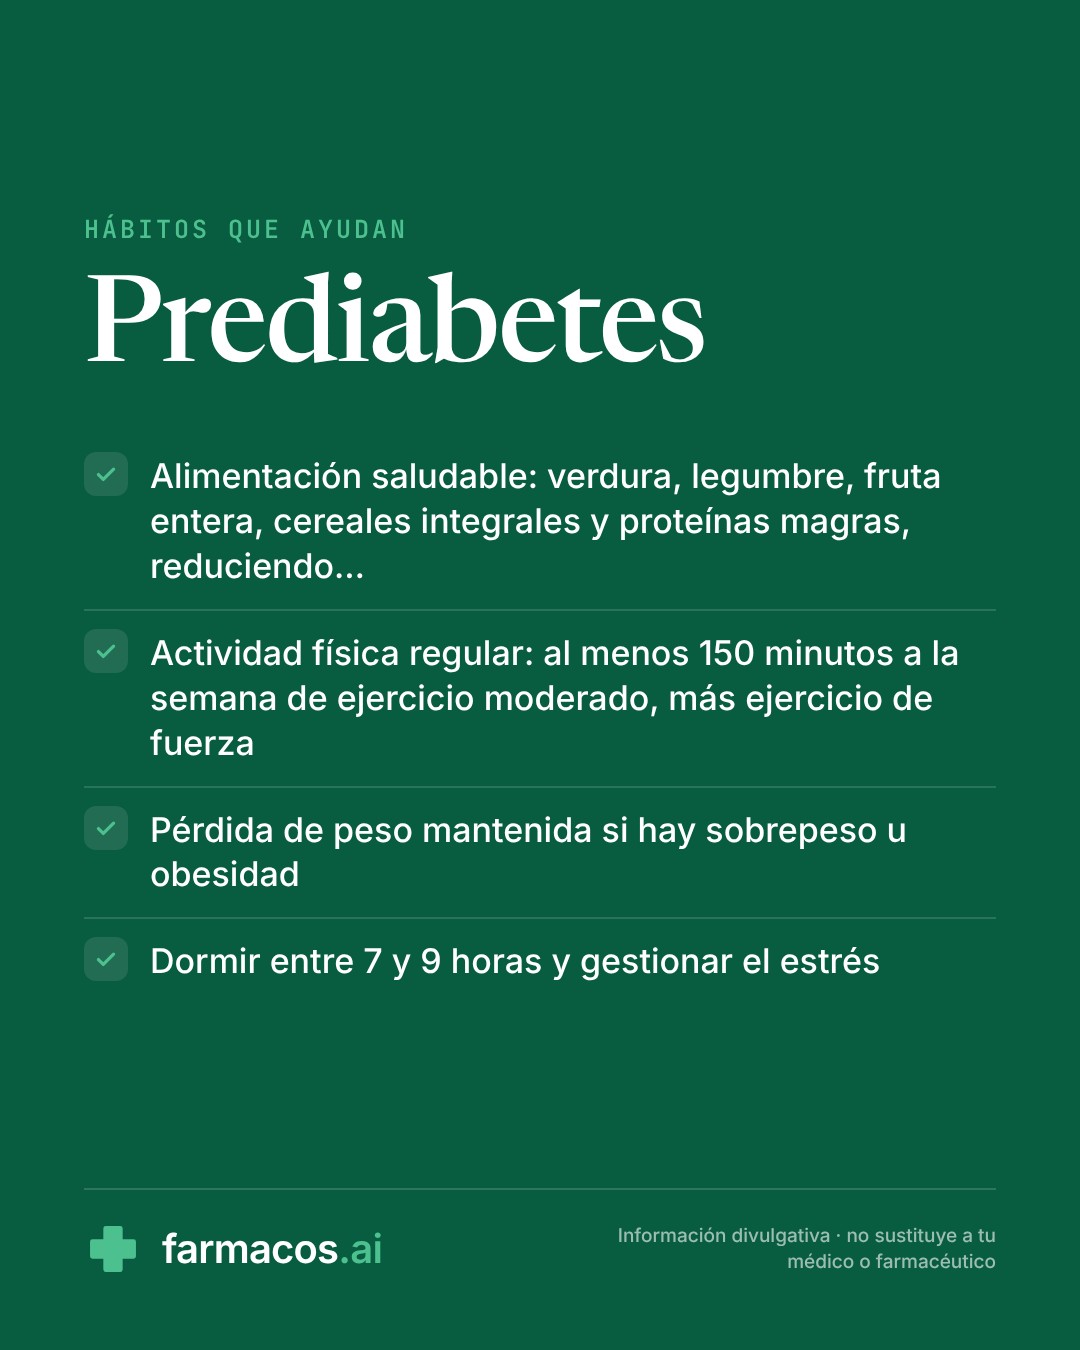 HÁBITOS QUE AYUDAN
Prediabetes
Alimentación saludable: verdura, legumbre, fruta
entera, cereales integrales y proteínas magras,
reduciendo...
Actividad física regular: al menos 150 minutos a la
semana de ejercicio moderado, más ejercicio de
fuerza
Pérdida de peso mantenida si hay sobrepeso u
obesidad
Dormir entre 7 y 9 horas y gestionar el estrés
farmacos.ai
Información divulgativa · no sustituye a tu
médico o farmacéutico